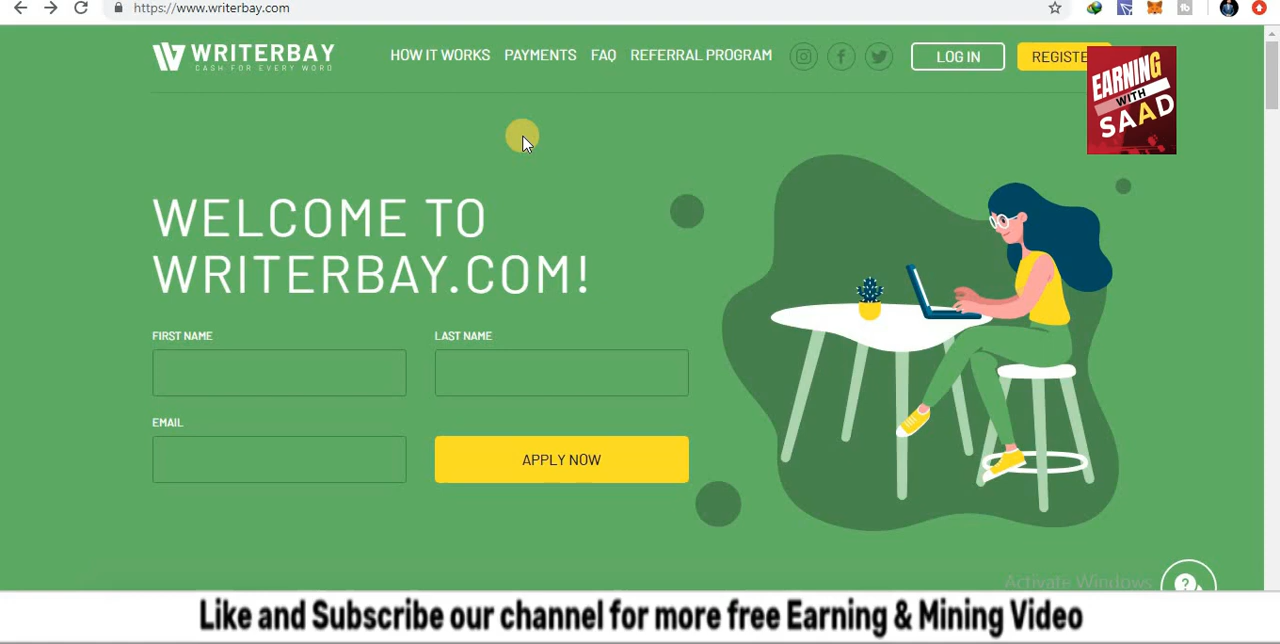 https://www.writerbay.com
WRITERBAY
CASH FOR EVERY WORD
HOW IT WORKS
PAYMENTS
FAQ
REFERRAL PROGRAM
LOG IN
REGISTE
EARNING
WITH
SAAD
WELCOME TO
WRITERBAY.COM!
FIRST NAME
LAST NAME
EMAIL
APPLY NOW
Activate Windows
Like and Subscribe our channel for more free Earning & Mining Video